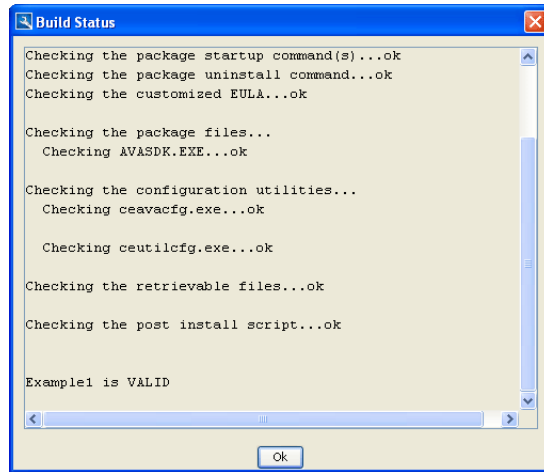 Build Status
Checking the package startup command(s)...ok
Checking the package uninstall command...ok
Checking the customized EULA...ok
Checking the package files...
Checking AVASDK.EXE...ok
Checking the configuration utilities...
Checking ceavacfg.exe...ok
Checking ceutilcfg.exe...ok
Checking the retrievable files...ok
Checking the post install script...ok
Example1 is VALID
Ok